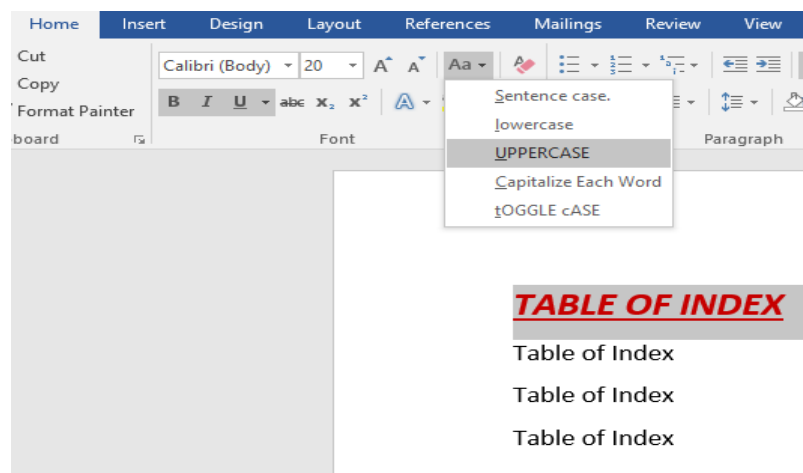 Home Insert Design Layout References Mailings Review View
Cut
Calibri (Body) 20 A A Aa
Copy
Format Painter
B I U abc X₂ X² A
board Font Paragraph
Sentence case.
lowercase
UPPERCASE
Capitalize Each Word
tOGGLE cASE
TABLE OF INDEX
Table of Index
Table of Index
Table of Index